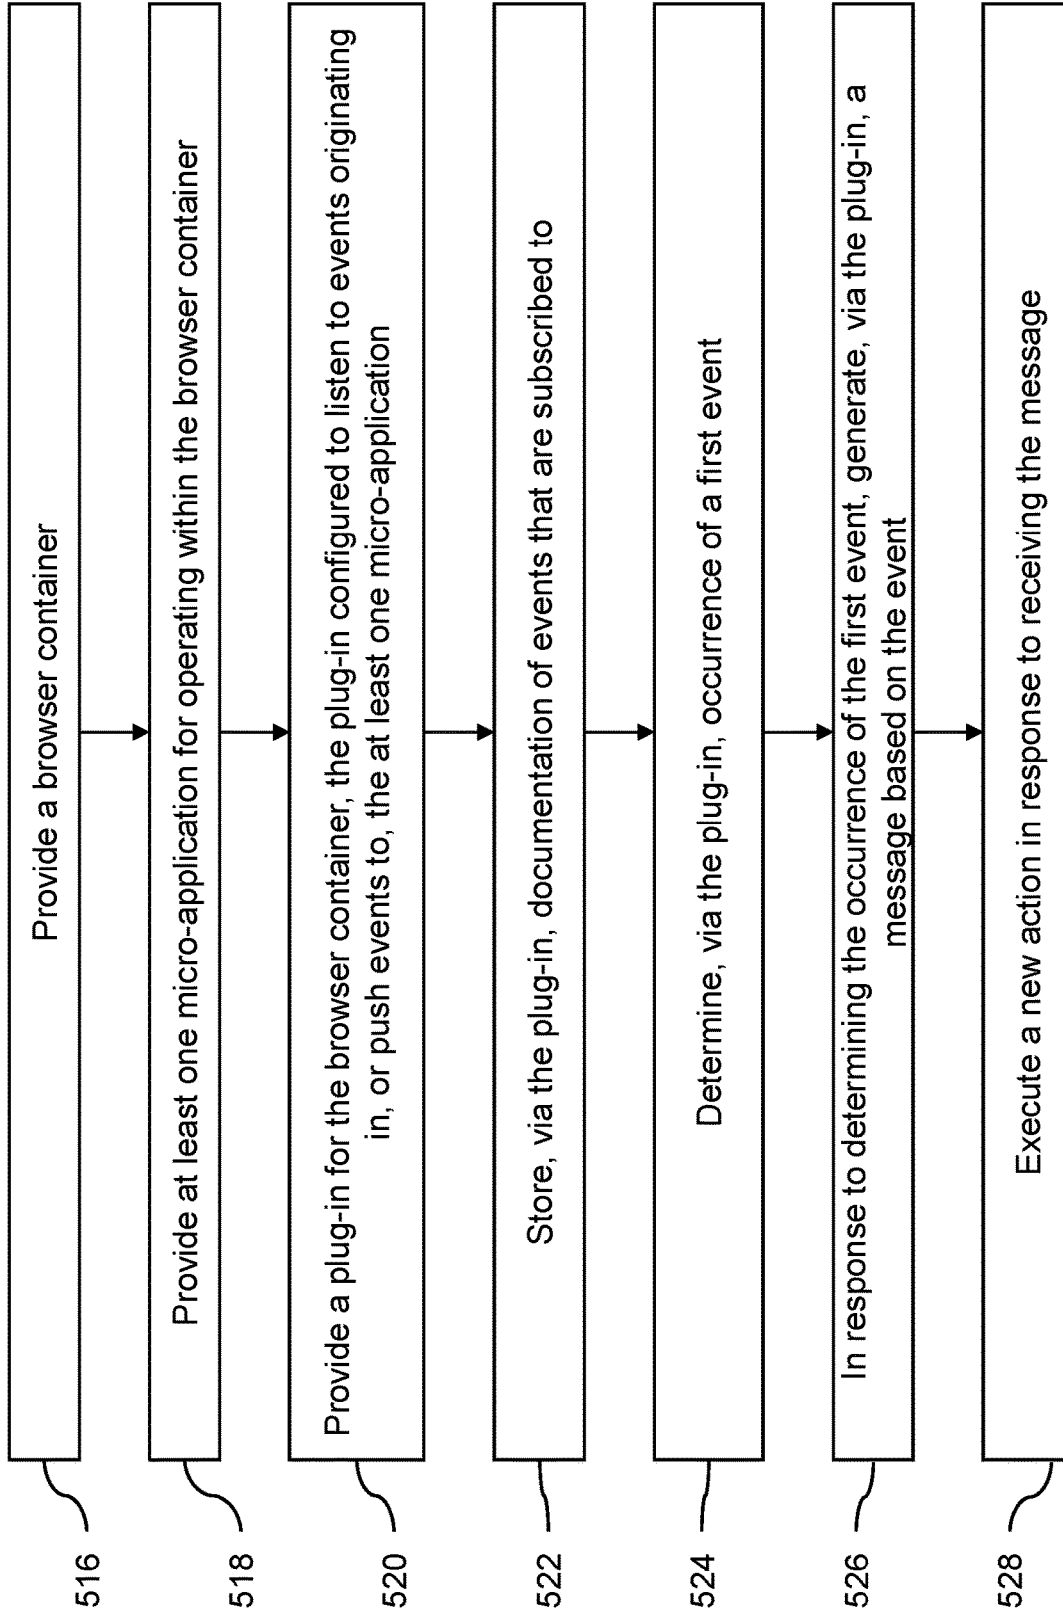 516
Provide a browser container
518
Provide at least one micro-application for operating within the browser container
520
Provide a plug-in for the browser container, the plug-in configured to listen to events originating
in, or push events to, the at least one micro-application
522
Store, via the plug-in, documentation of events that are subscribed to
524
Determine, via the plug-in, occurrence of a first event
526
In response to determining the occurrence of the first event, generate, via the plug-in, a
message based on the event
528
Execute a new action in response to receiving the message